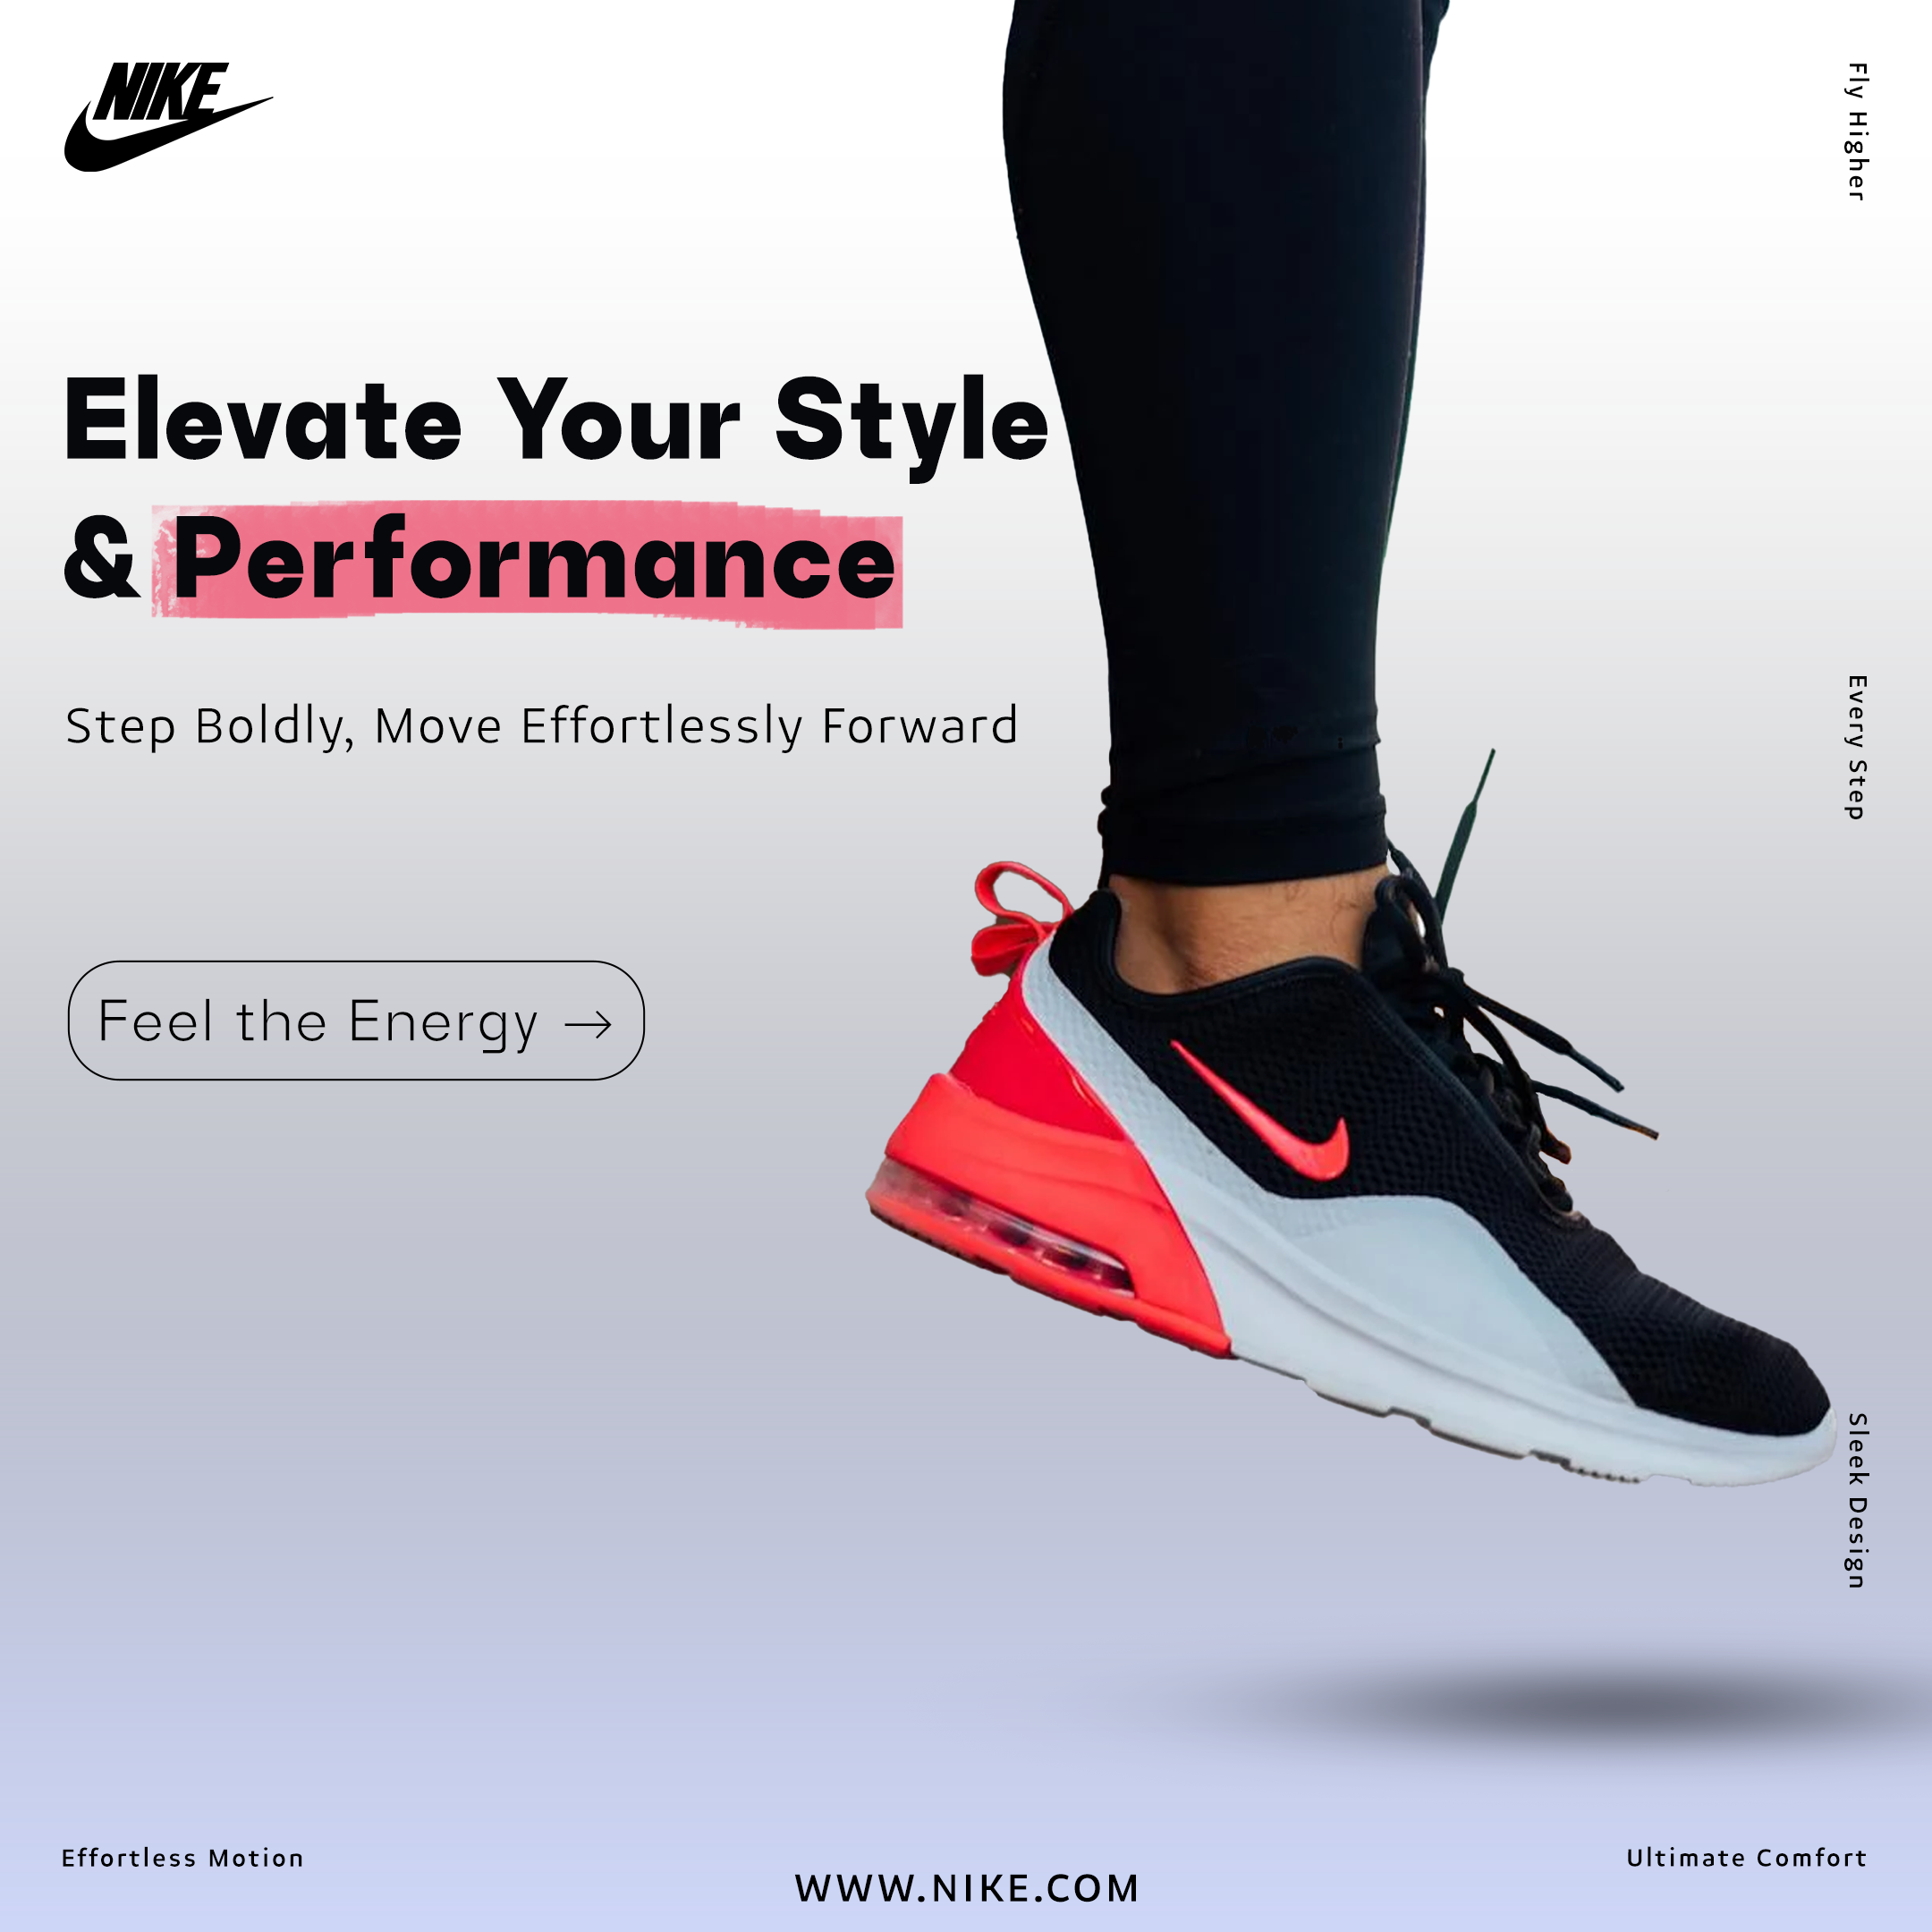 NIKE
Fly Higher
Elevate Your Style
& Performance
Step Boldly, Move Effortlessly Forward
Every Step
Feel the Energy →
Sleek Design
Effortless Motion
Ultimate Comfort
WWW.NIKE.COM